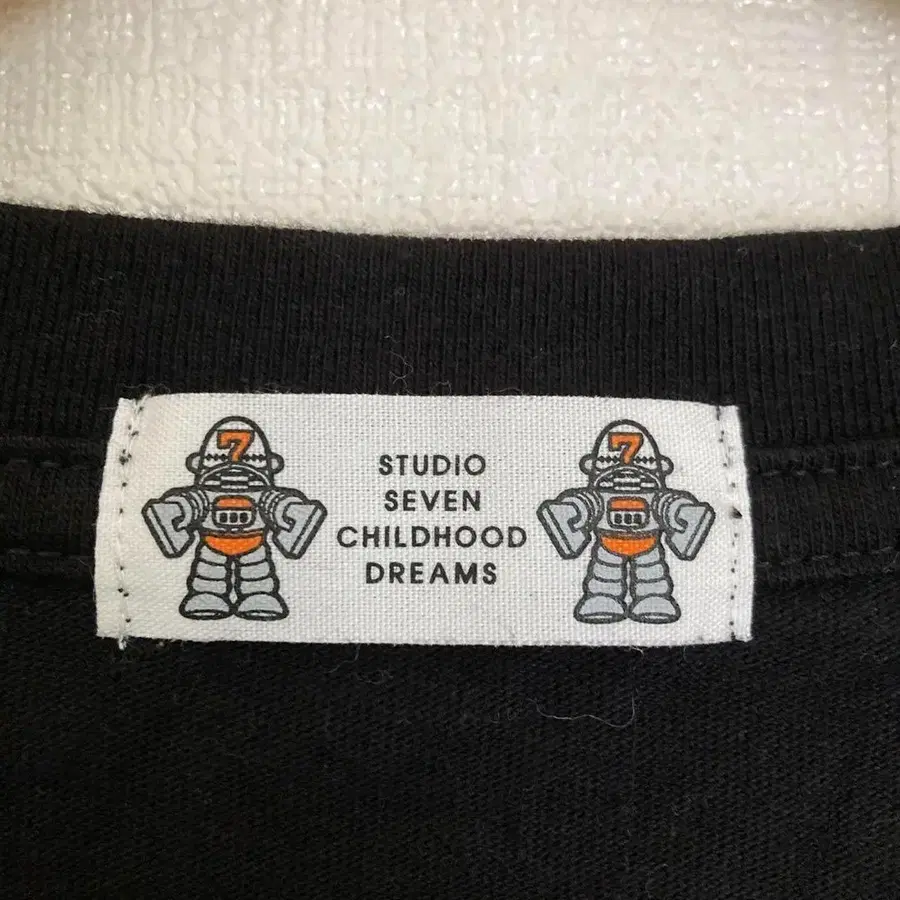 7
STUDIO
SEVEN
CHILDHOOD
DREAMS
7